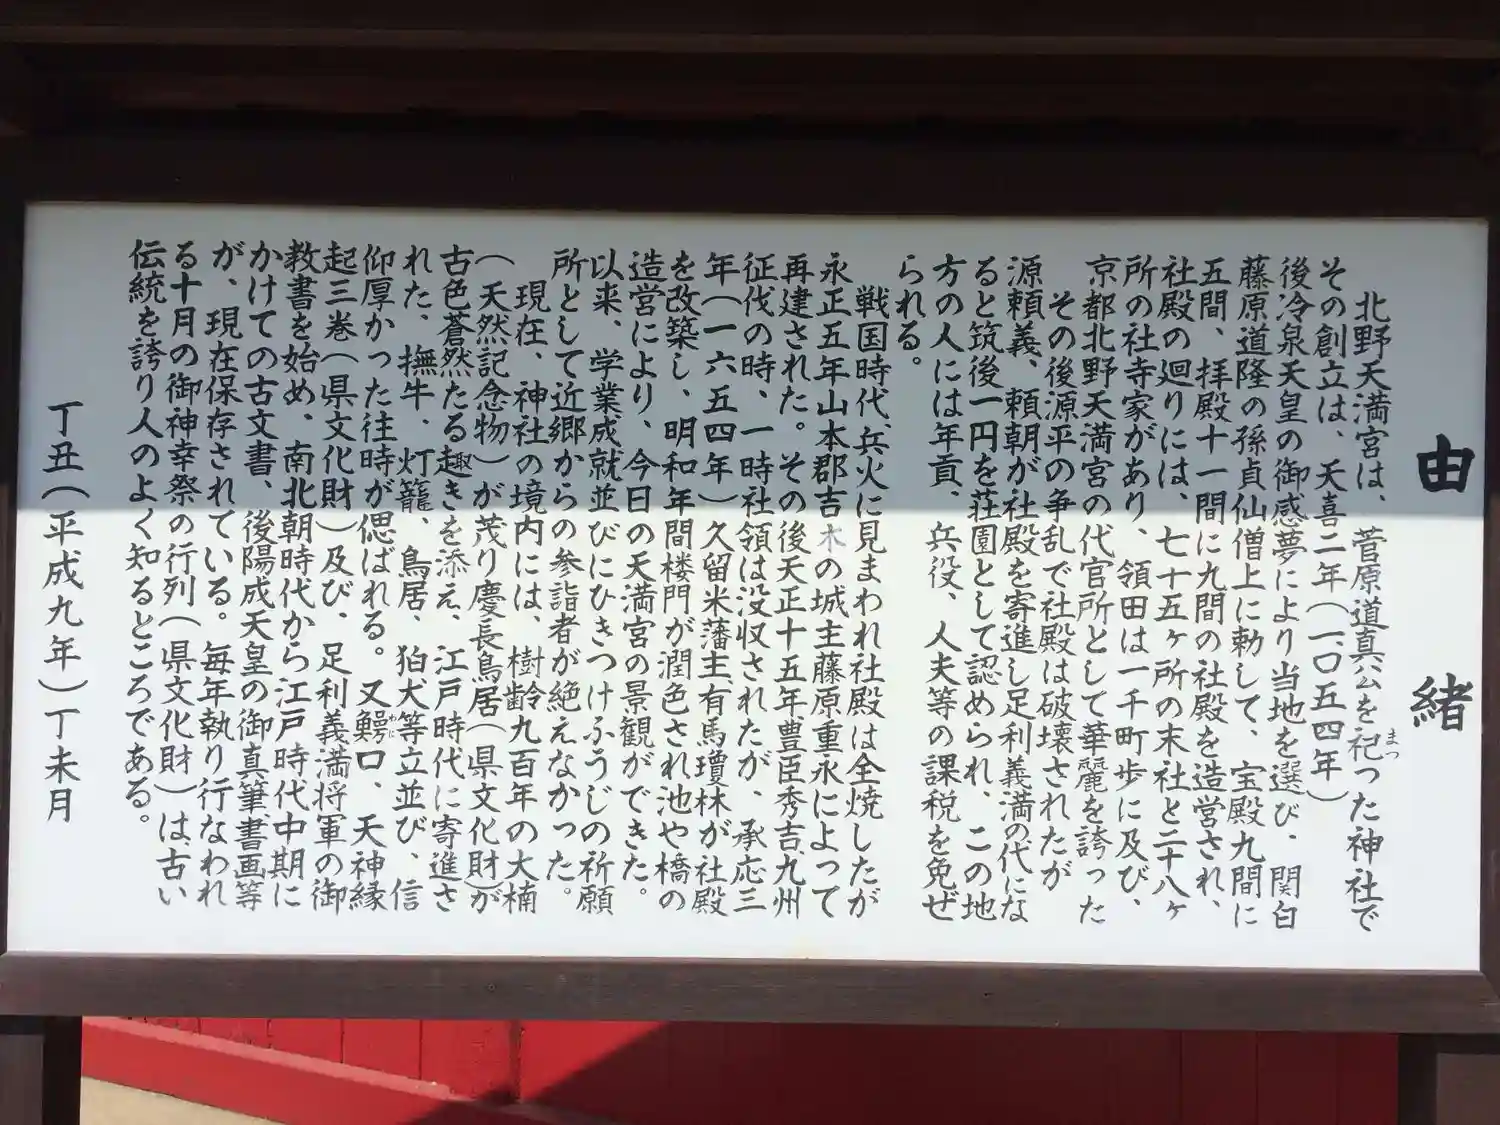 由緒
北野天満宮は、菅原道真公を祀った神社で
まつ
その創立は、天喜二年（一、〇五四年）
後冷泉天皇の御感夢により当地を選び、関白
藤原道隆の孫貞仙僧上に勅して、宝殿九間に
五間、拝殿十一間に九間の社殿を造営され、
社殿の廻りには、七十五ヶ所の末社と二十八ヶ
所の社寺家があり、領田は一千町歩に及び、
京都北野天満宮の代官所として華麗を誇った
その後源平の争乱で社殿は破壊されたが
源頼義、頼朝が社殿を寄進し足利義満の代にな
ると筑後一円を荘園として認められ、この地
方の人には年貢、兵役、人夫等の課税を免ぜ
られる。
戦国時代、兵火に見まわれ社殿は全焼したが
永正五年山本郡吉木の城主藤原重永によって
再建された。その後天正十五年豊臣秀吉、九州
征伐の時、一時社領は没収されたが、承応三
年（一六五四年）久留米藩主、有馬瓊林が社殿
を改築し、明和年間楼門が潤色され池や橋の
造営により、今日の天満宮の景観ができた。
以来、学業成就並びにひきつけふうじの祈願
所として近郷からの参詣者が絶えなかった。
現在、神社の境内には、樹齢九百年の大楠
（天然記念物）が茂り慶長鳥居（県文化財）が
古色蒼然たる趣きを添え、江戸時代に寄進さ
れた、撫牛、灯籠、鳥居、狛犬等立並び、信
仰厚かった往時が偲ばれる。又鰐口、天神縁
わに
起三巻（県文化財）及び、足利義満将軍の御
教書を始め、南北朝時代から江戸時代中期に
かけての古文書、後陽成天皇の御真筆、書画等
が、現在保存されている。毎年執り行なわれ
る十月の御神幸祭の行列（県文化財）は、古い
伝統を誇り人のよく知るところである。
丁丑（平成九年）丁未月